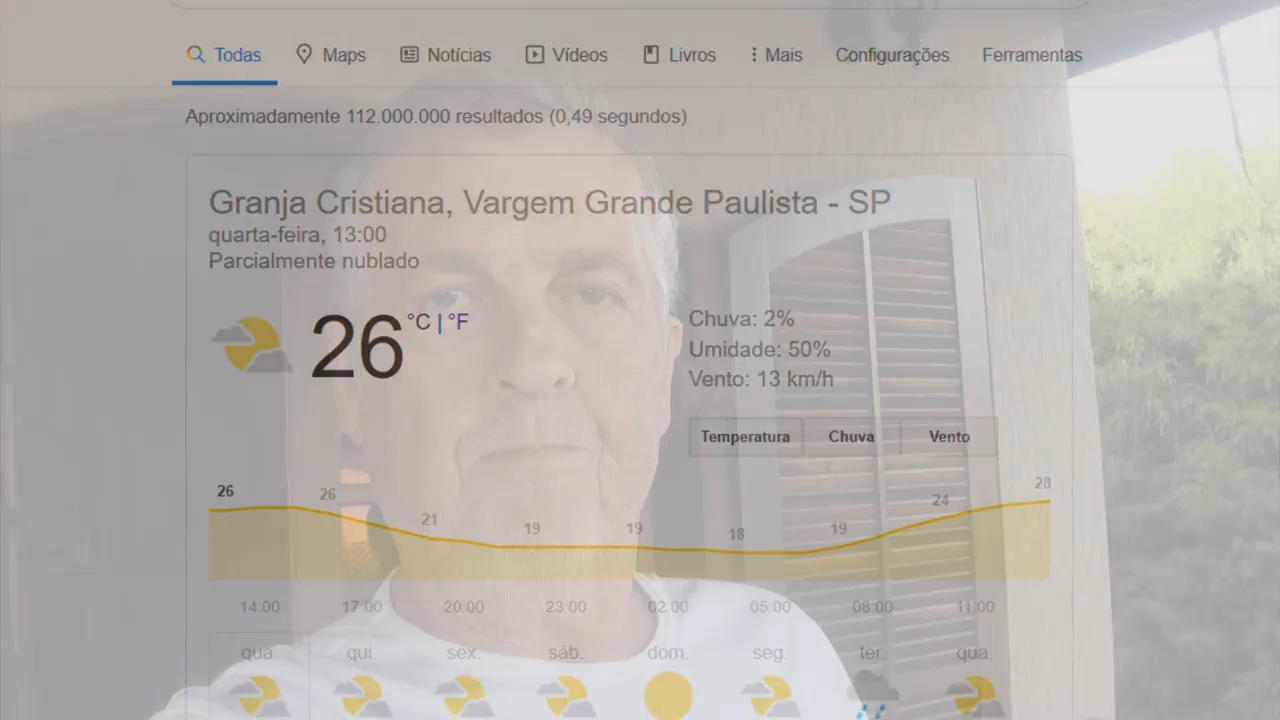 Todas Maps Notícias Vídeos Livros Mais Configurações Ferramentas
Aproximadamente 112.000.000 resultados (0,49 segundos)
Granja Cristiana, Vargem Grande Paulista - SP
quarta-feira, 13:00
Parcialmente nublado
26 °C | °F
Chuva: 2%
Umidade: 50%
Vento: 13 km/h
Temperatura Chuva Vento
26 26 21 19 19 18 19 24 28
14:00 17:00 20:00 23:00 02:00 05:00 08:00 11:00
qua. qui. sex. sáb. dom. seg. ter. qua.